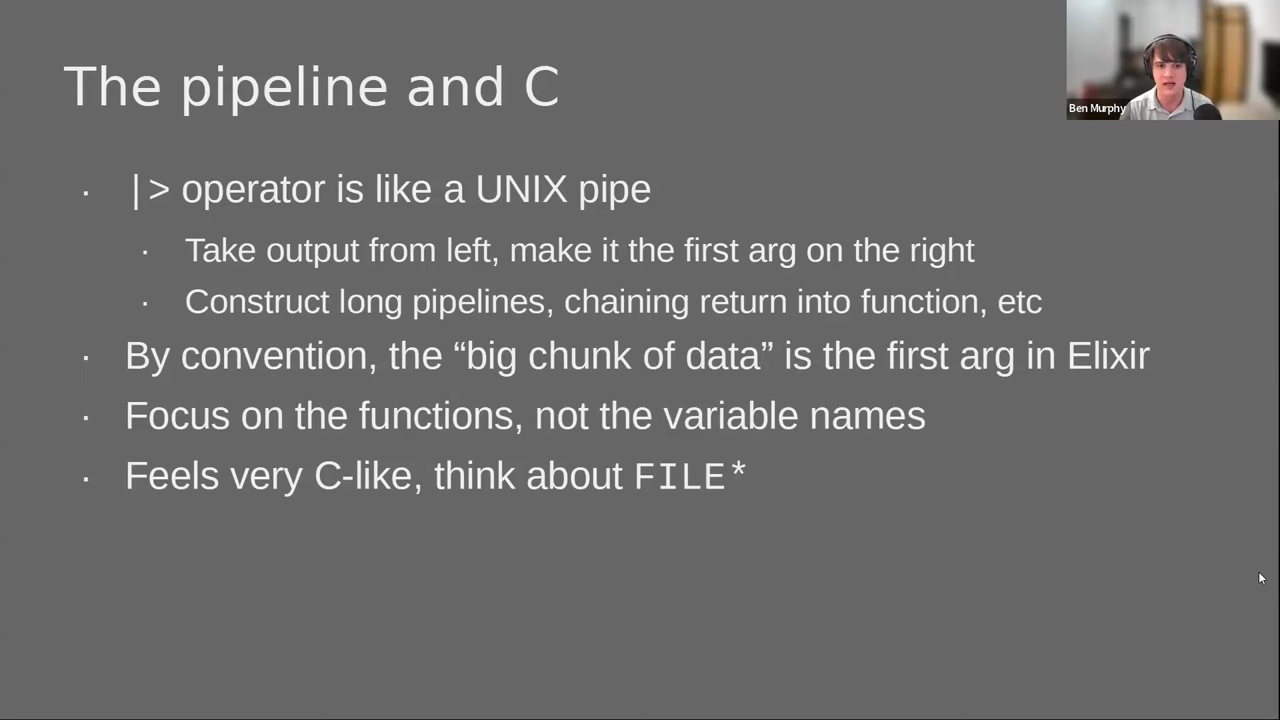 The pipeline and C
Ben Murphy
· |> operator is like a UNIX pipe
· Take output from left, make it the first arg on the right
· Construct long pipelines, chaining return into function, etc
· By convention, the “big chunk of data” is the first arg in Elixir
· Focus on the functions, not the variable names
· Feels very C-like, think about FILE*